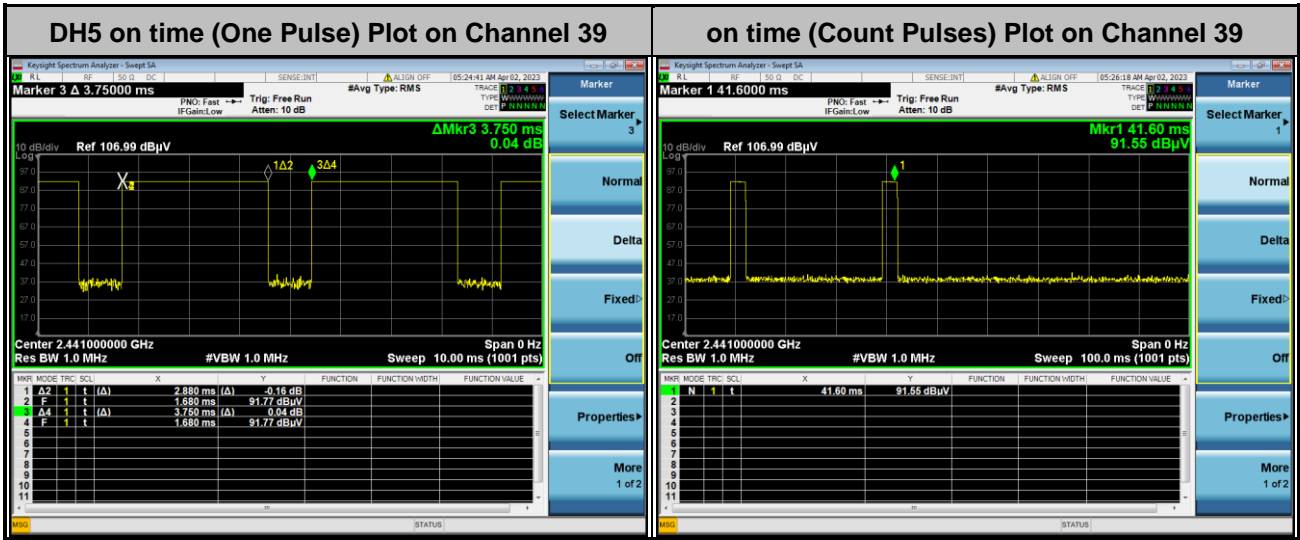 DH5 on time (One Pulse) Plot on Channel 39
Keysight Spectrum Analyzer - Swept SA
RL RF 50 Ω DC SENSE:INT ALIGN OFF 05:24:41 AM Apr 02, 2023
Marker 3 Δ 3.75000 ms
#Avg Type: RMS
TRACE 1 2 3 4 5 6
TYPE WWWWWW
DET P N N N N N
PNO: Fast
IFGain:Low
Trig: Free Run
Atten: 10 dB
ΔMkr3 3.750 ms
0.04 dB
10 dB/div
Log
Ref 106.99 dBµV
97.0
87.0
77.0
67.0
57.0
47.0
37.0
27.0
17.0
1Δ2
3Δ4
Center 2.441000000 GHz
Span 0 Hz
Res BW 1.0 MHz
#VBW 1.0 MHz
Sweep 10.00 ms (1001 pts)
MKR MODE TRC SCL X Y FUNCTION FUNCTION WIDTH FUNCTION VALUE
1 Δ2 1 t (Δ) 2.880 ms (Δ) -0.16 dB
2 F 1 t 1.680 ms 91.77 dBµV
3 Δ4 1 t (Δ) 3.750 ms (Δ) 0.04 dB
4 F 1 t 1.680 ms 91.77 dBµV
5
6
7
8
9
10
11
MSG STATUS
Marker
Select Marker
3
Normal
Delta
Fixed
Off
Properties
More
1 of 2
on time (Count Pulses) Plot on Channel 39
Keysight Spectrum Analyzer - Swept SA
RL RF 50 Ω DC SENSE:INT ALIGN OFF 05:26:18 AM Apr 02, 2023
Marker 1 41.6000 ms
#Avg Type: RMS
TRACE 1 2 3 4 5 6
TYPE WWWWWW
DET P N N N N N
PNO: Fast
IFGain:Low
Trig: Free Run
Atten: 10 dB
Mkr1 41.60 ms
91.55 dBµV
10 dB/div
Log
Ref 106.99 dBµV
97.0
87.0
77.0
67.0
57.0
47.0
37.0
27.0
17.0
1
Center 2.441000000 GHz
Span 0 Hz
Res BW 1.0 MHz
#VBW 1.0 MHz
Sweep 100.0 ms (1001 pts)
MKR MODE TRC SCL X Y FUNCTION FUNCTION WIDTH FUNCTION VALUE
1 N 1 t 41.60 ms 91.55 dBµV
2
3
4
5
6
7
8
9
10
11
MSG STATUS
Marker
Select Marker
1
Normal
Delta
Fixed
Off
Properties
More
1 of 2